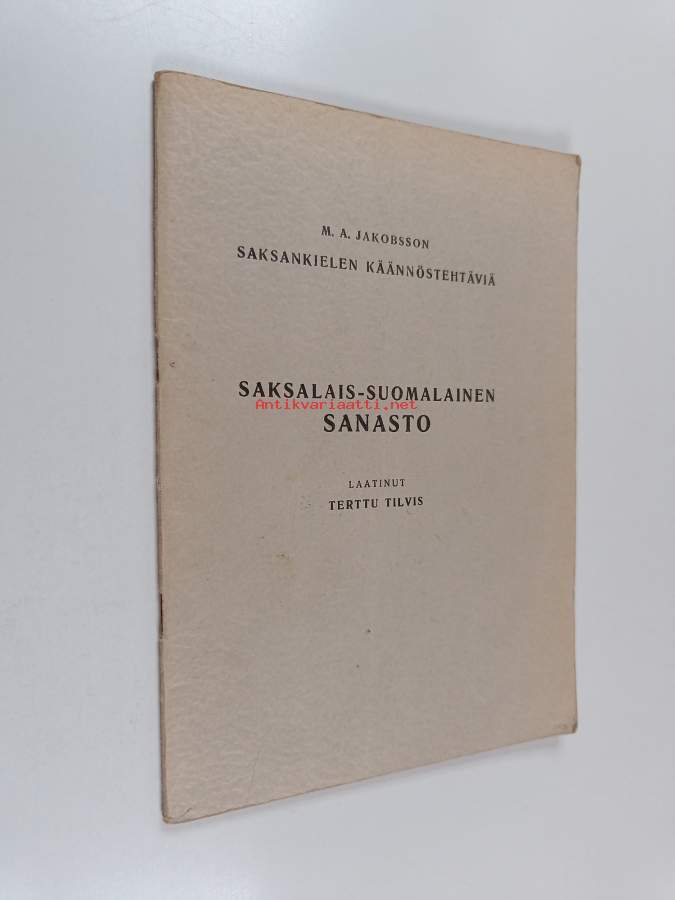 M. A. JAKOBSSON
SAKSANKIELEN KÄÄNNÖSTEHTÄVIÄ
SAKSALAIS-SUOMALAINEN
Antikvariaatti.net
SANASTO
LAATINUT
TERTTU TILVIS